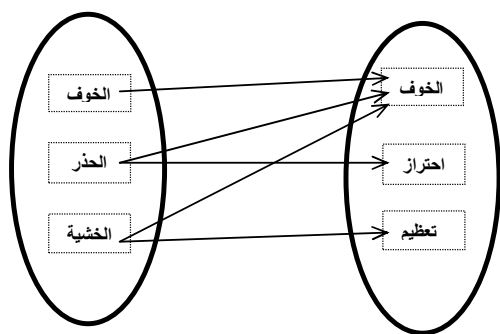 الخوف
الخوف
الحذر
احتراز
الخشية
تعظيم